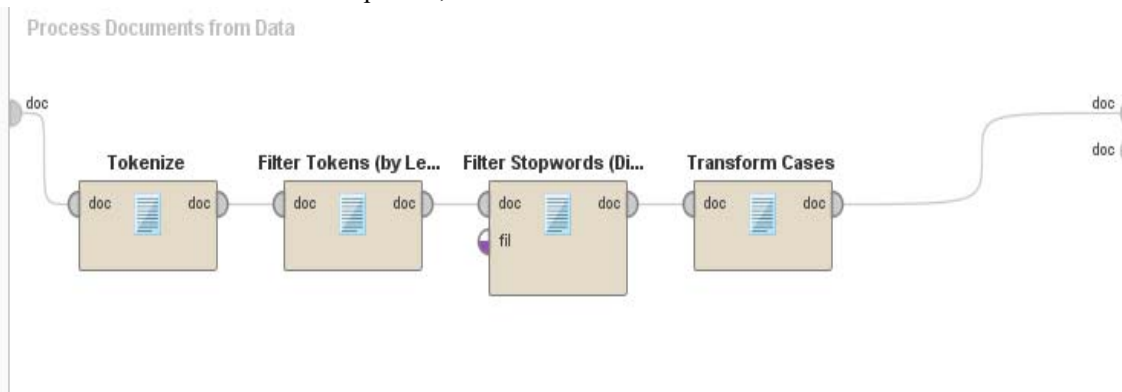 Process Documents from Data
doc
doc
doc
Tokenize
Filter Tokens (by Le...
Filter Stopwords (Di...
Transform Cases
doc
doc
doc
doc
doc
doc
doc
doc
fil